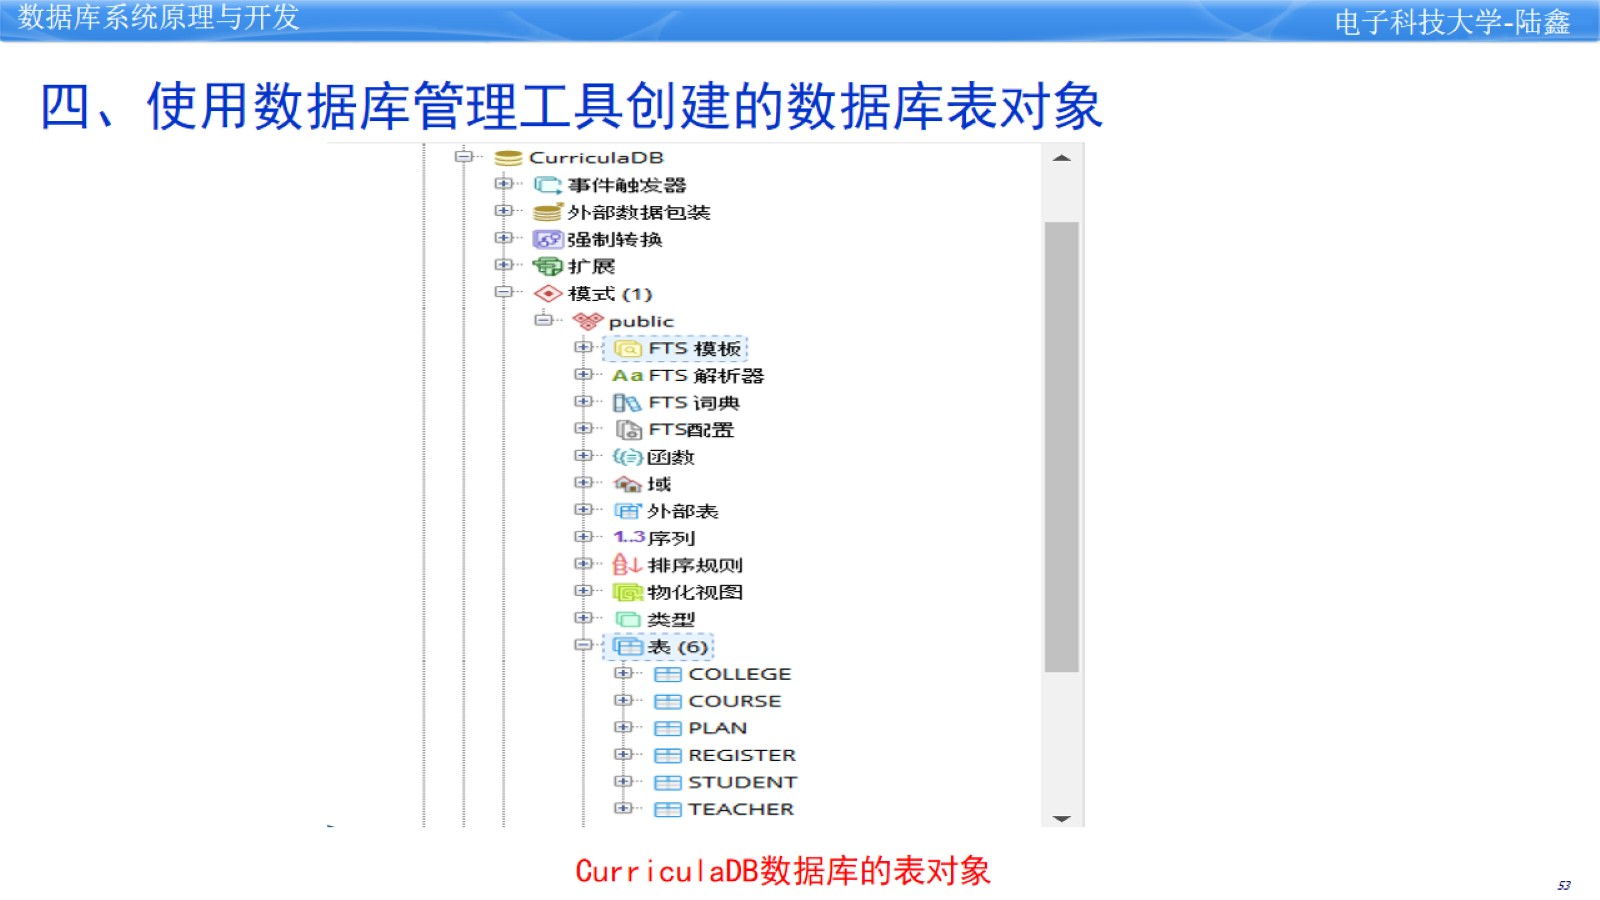 数据库系统原理与开发
电子科技大学-陆鑫
四、使用数据库管理工具创建的数据库表对象
CurriculaDB
事件触发器
外部数据包装
强制转换
扩展
模式 (1)
public
FTS 模板
Aa FTS 解析器
FTS 词典
FTS配置
函数
域
外部表
1..3 序列
排序规则
物化视图
类型
表 (6)
COLLEGE
COURSE
PLAN
REGISTER
STUDENT
TEACHER
CurriculaDB数据库的表对象
53